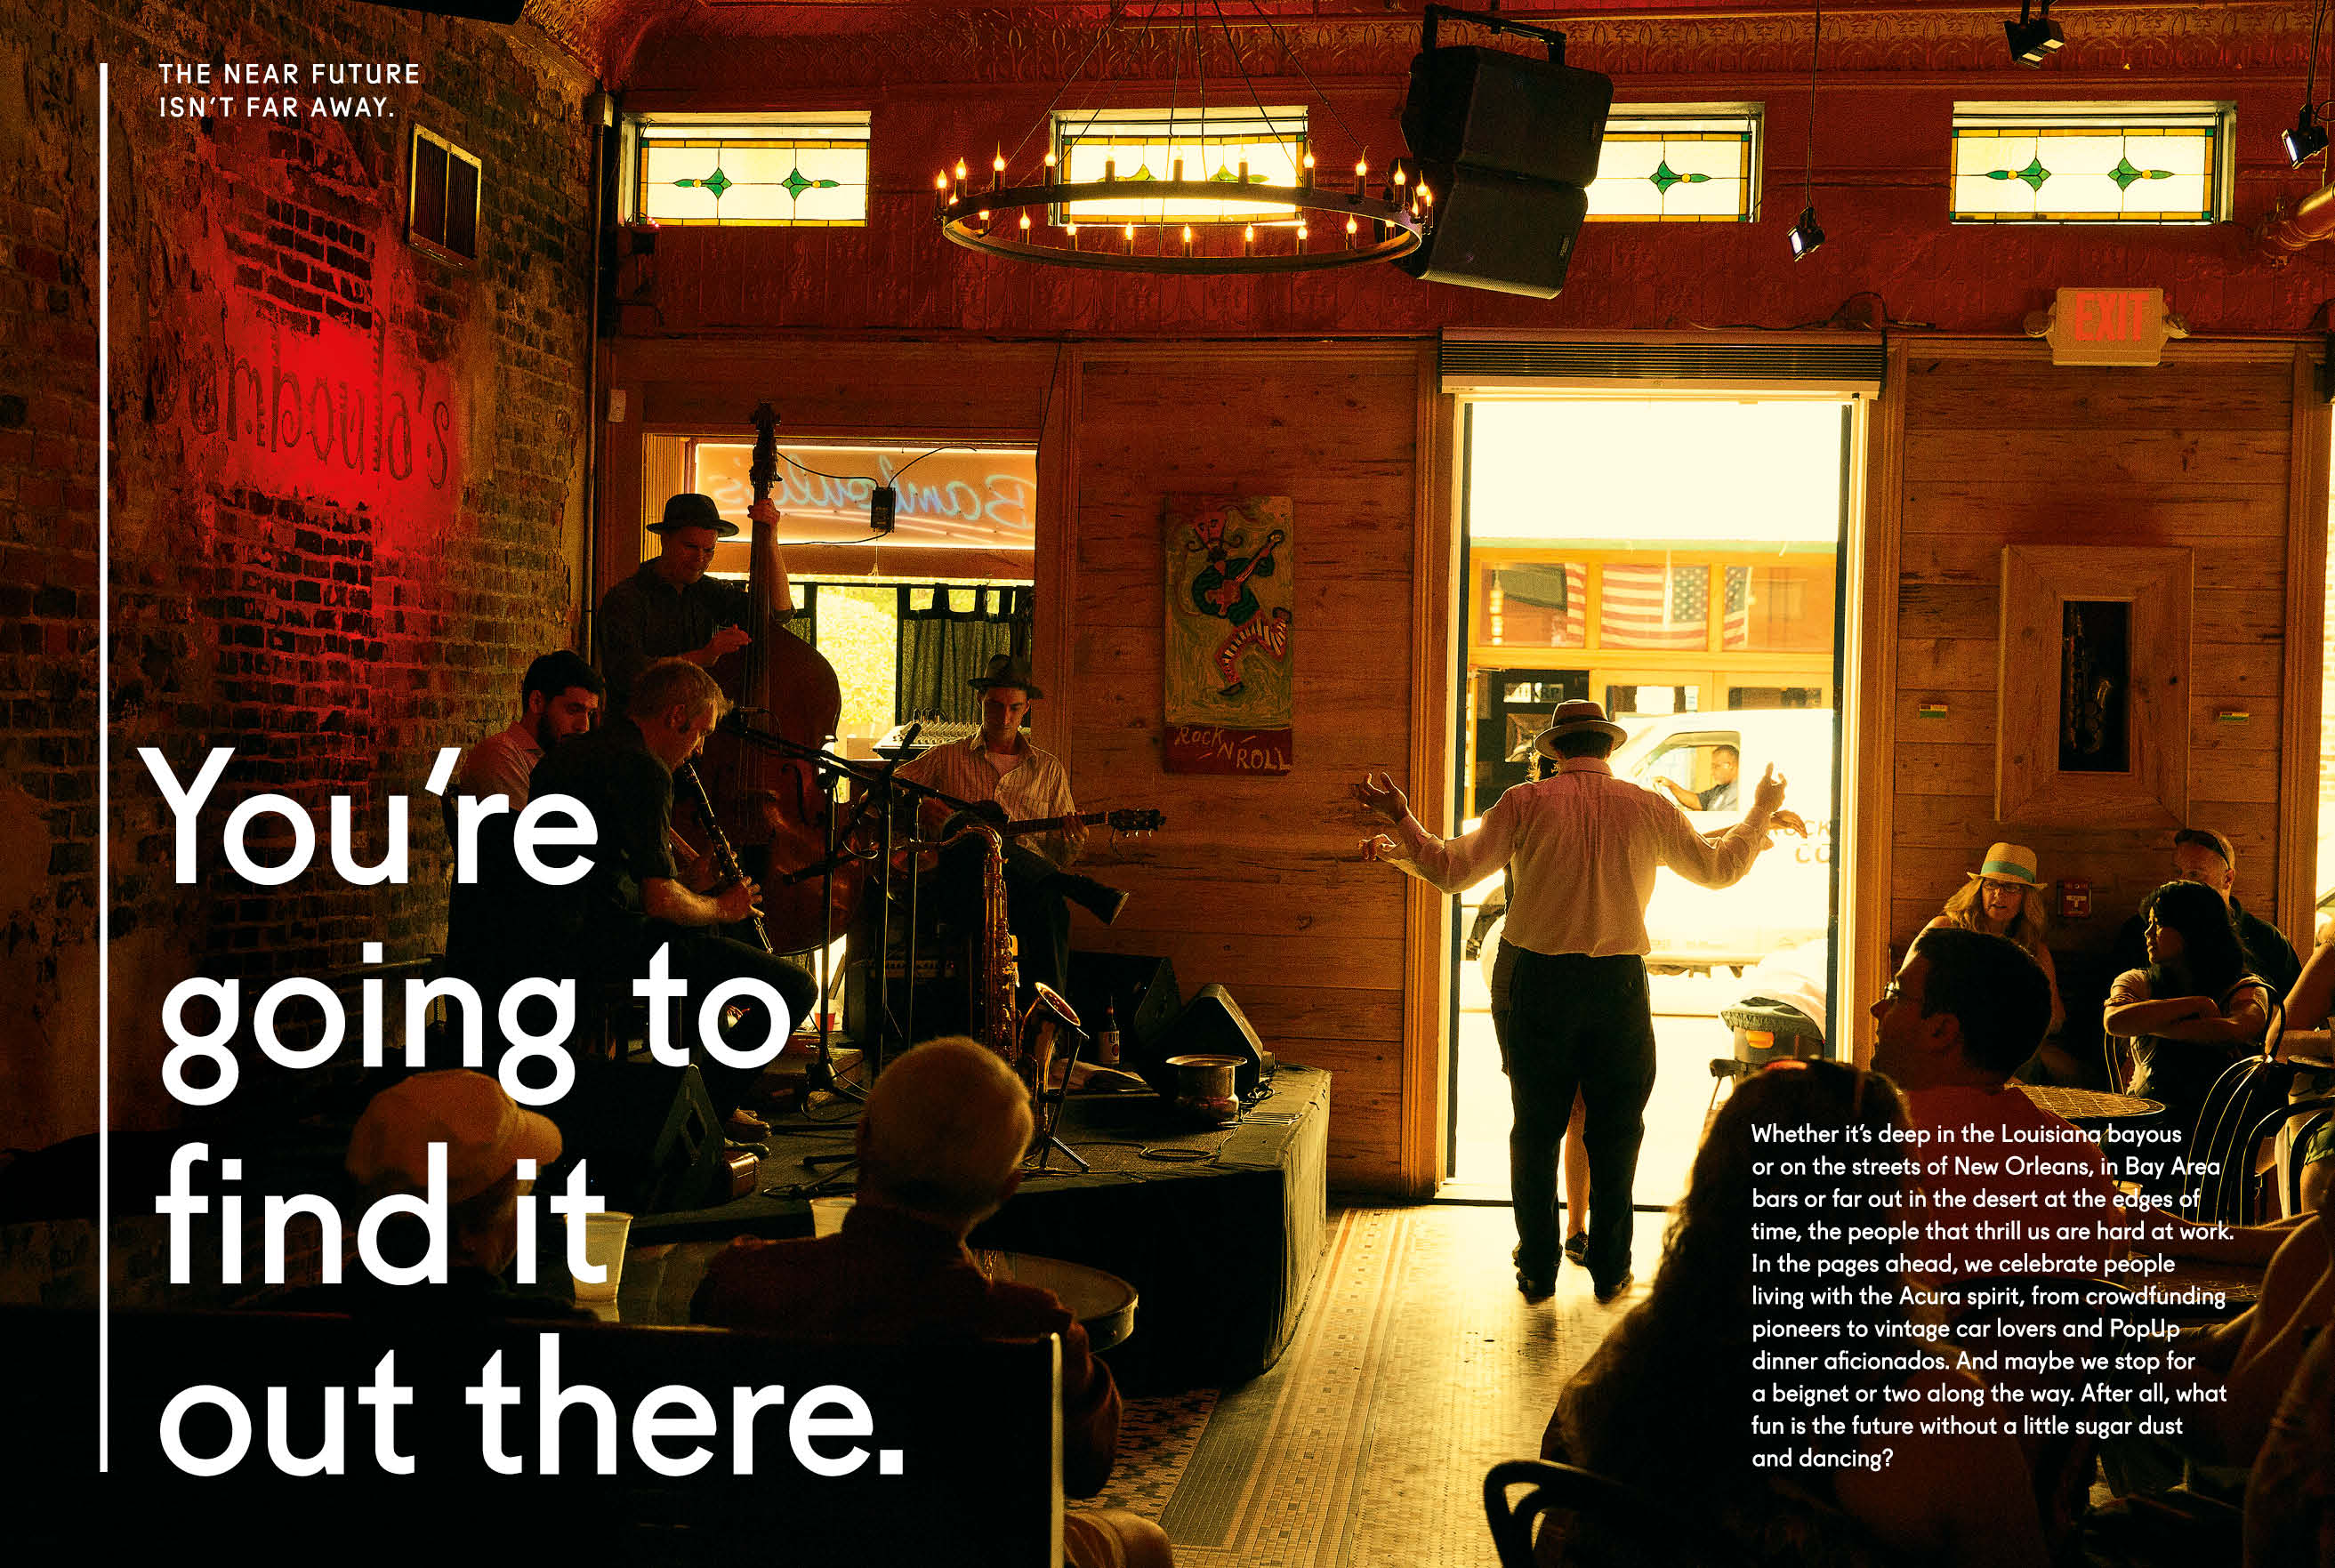 THE NEAR FUTURE
ISN'T FAR AWAY.
EXIT
Bamboula's
ROCK
N'ROLL
You're
going to
find it
out there.
Whether it's deep in the Louisiana bayous
or on the streets of New Orleans, in Bay Area
bars or far out in the desert at the edges of
time, the people that thrill us are hard at work.
In the pages ahead, we celebrate people
living with the Acura spirit, from crowdfunding
pioneers to vintage car lovers and PopUp
dinner aficionados. And maybe we stop for
a beignet or two along the way. After all, what
fun is the future without a little sugar dust
and dancing?